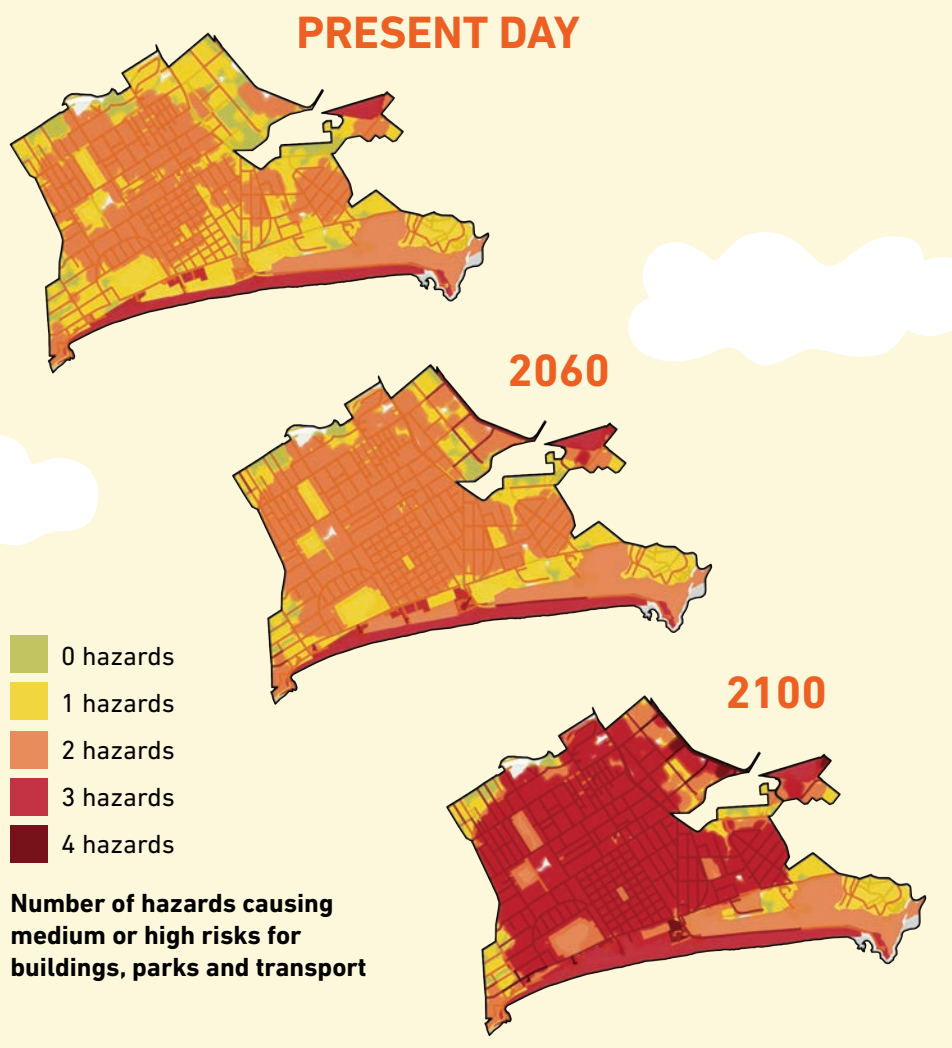 PRESENT DAY
2060
2100
0 hazards
1 hazards
2 hazards
3 hazards
4 hazards
Number of hazards causing
medium or high risks for
buildings, parks and transport